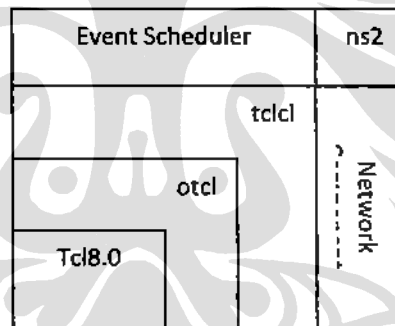 Event Scheduler
ns2
tclcl
otcl
Tcl8.0
Network